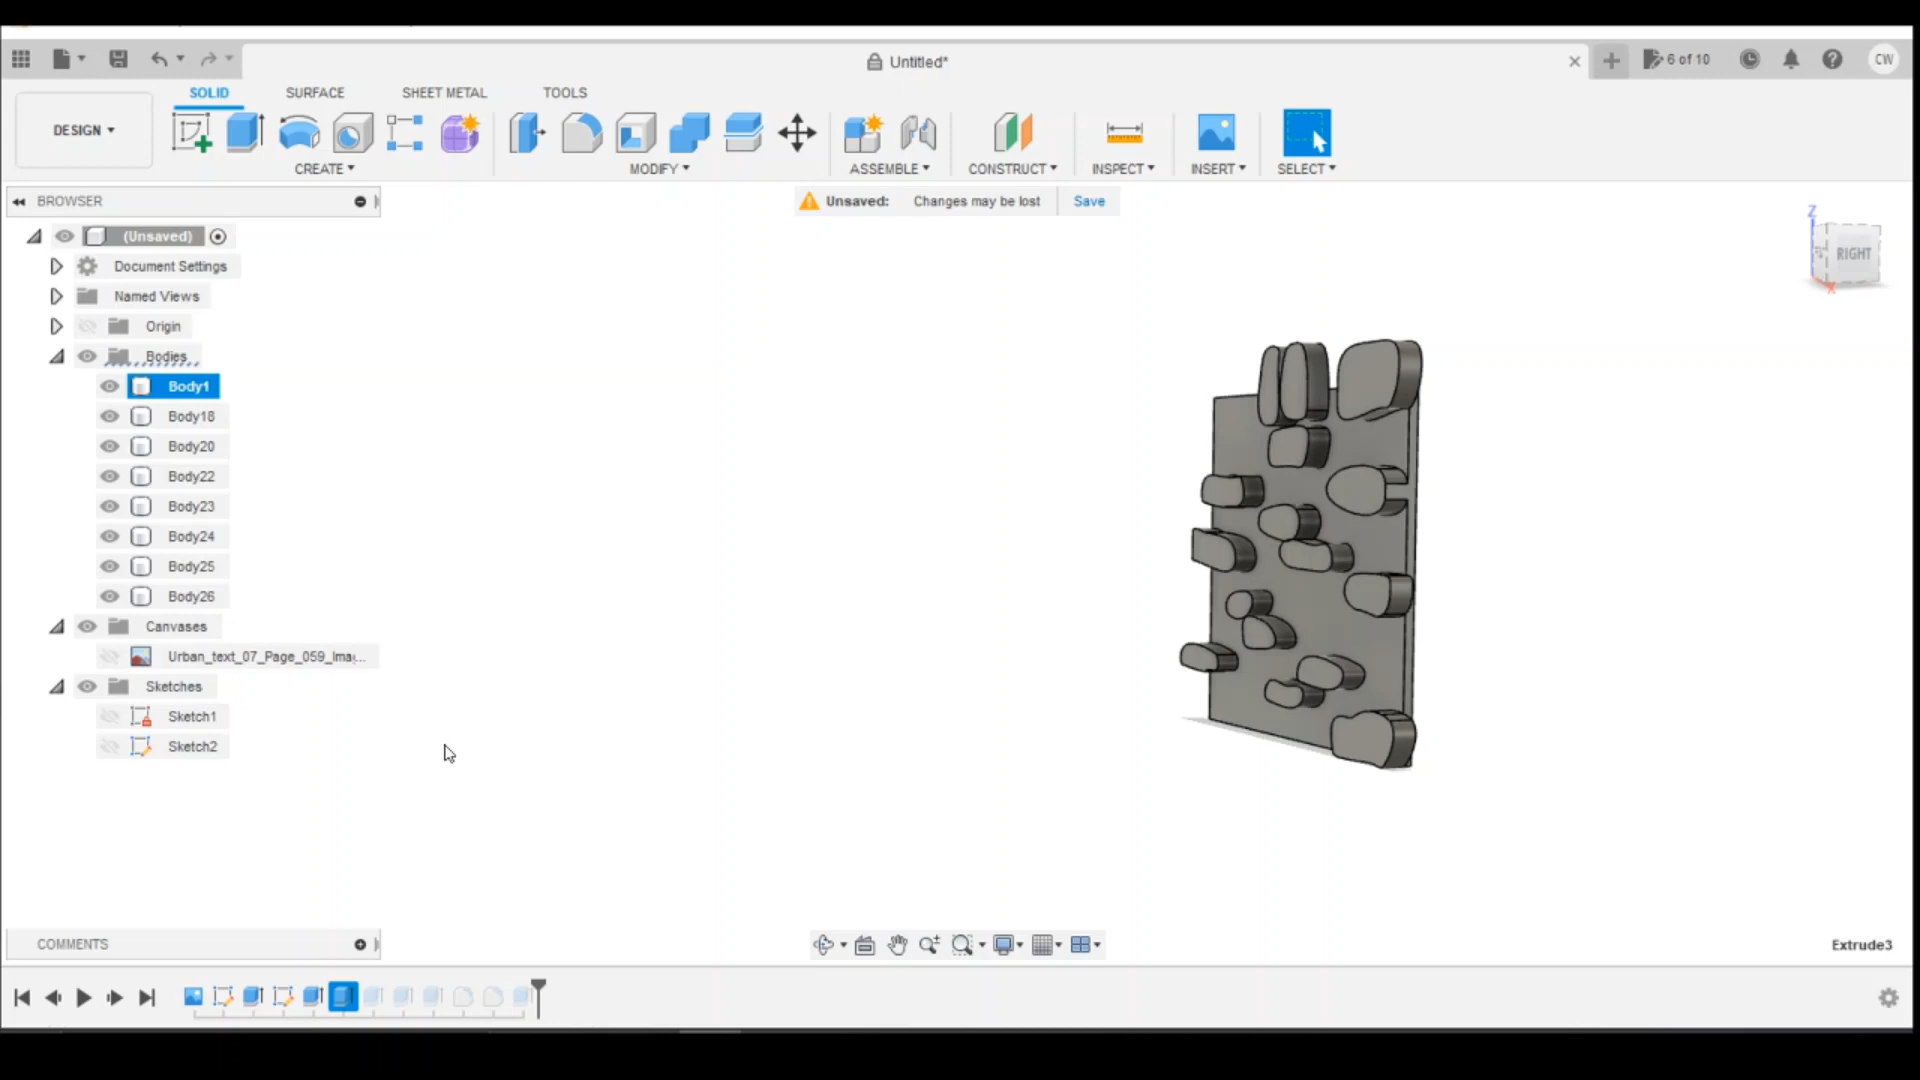 Untitled*
6 of 10
CW
SOLID
SURFACE
SHEET METAL
TOOLS
DESIGN
CREATE
MODIFY
ASSEMBLE
CONSTRUCT
INSPECT
INSERT
SELECT
BROWSER
Unsaved: Changes may be lost Save
(Unsaved)
Document Settings
Named Views
Origin
Bodies
Body1
Body18
Body20
Body22
Body23
Body24
Body25
Body26
Canvases
Urban_text_07_Page_059_Imag...
Sketches
Sketch1
Sketch2
Z
RIGHT
X
COMMENTS
Extrude3